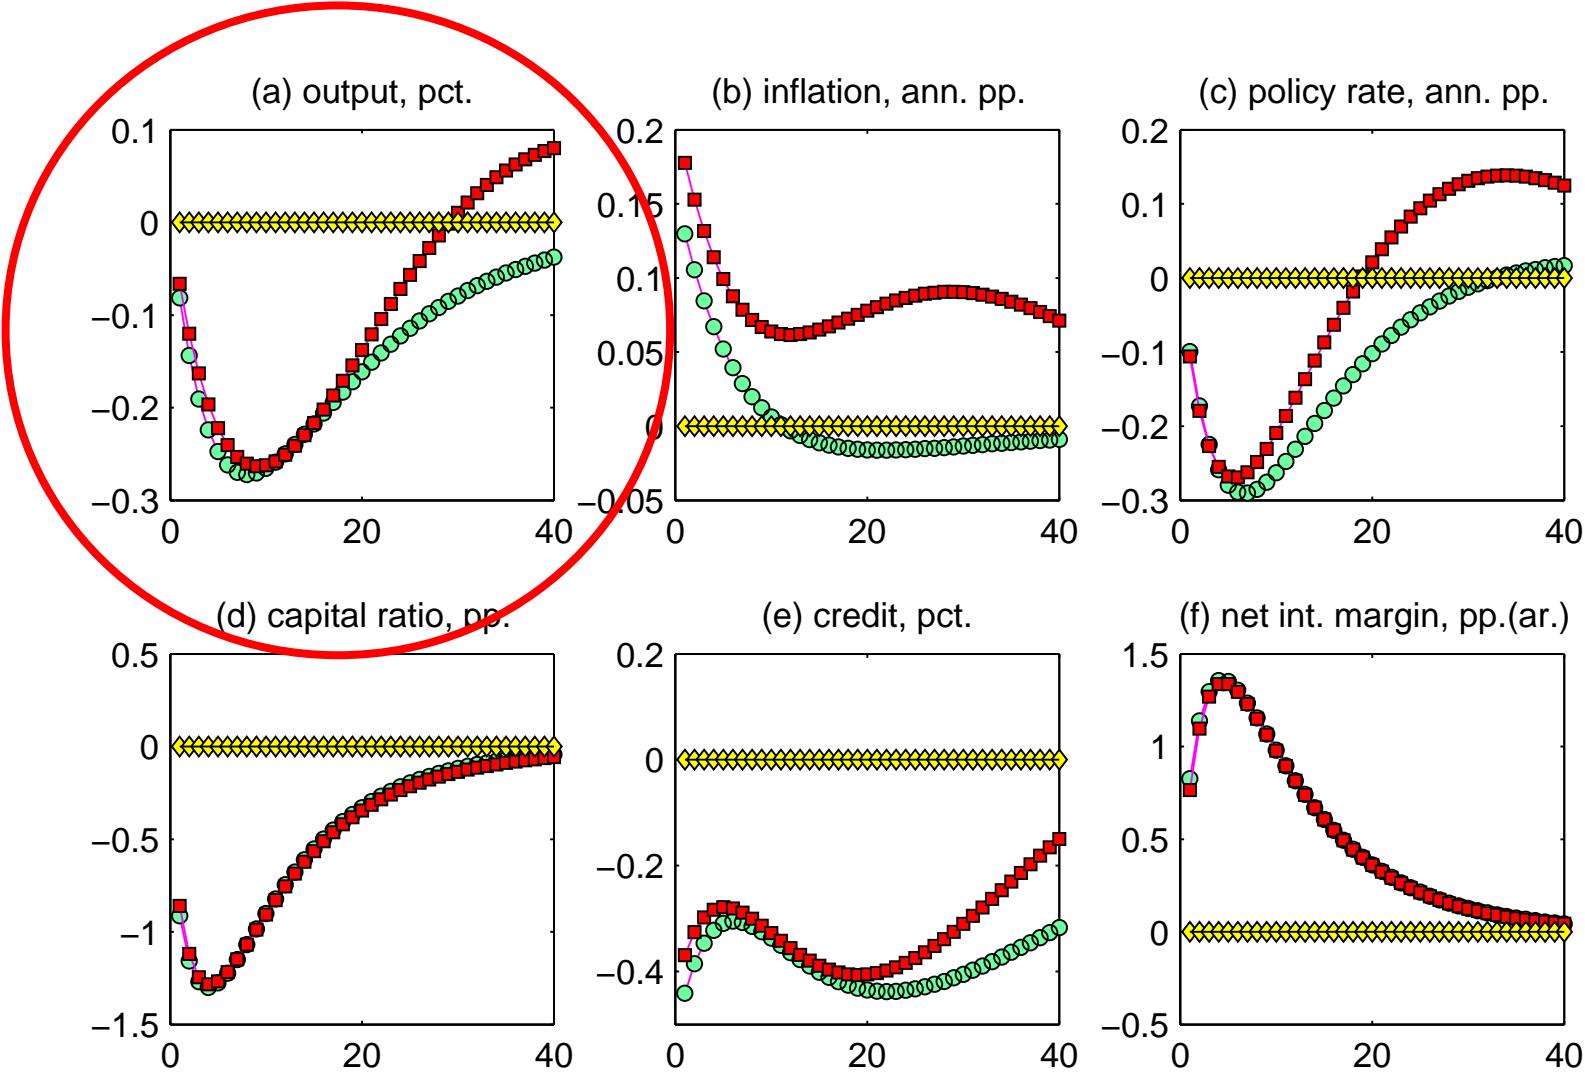 (a) output, pct.
(b) inflation, ann. pp.
(c) policy rate, ann. pp.
0.1
0
−0.1
−0.2
−0.3
0 20 40
0.2
0.15
0.1
0.05
0
−0.05
0 20 40
0.2
0.1
0
−0.1
−0.2
−0.3
0 20 40
(d) capital ratio, pp.
(e) credit, pct.
(f) net int. margin, pp.(ar.)
0.5
0
−0.5
−1
−1.5
0 20 40
0.2
0
−0.2
−0.4
0 20 40
1.5
1
0.5
0
−0.5
0 20 40